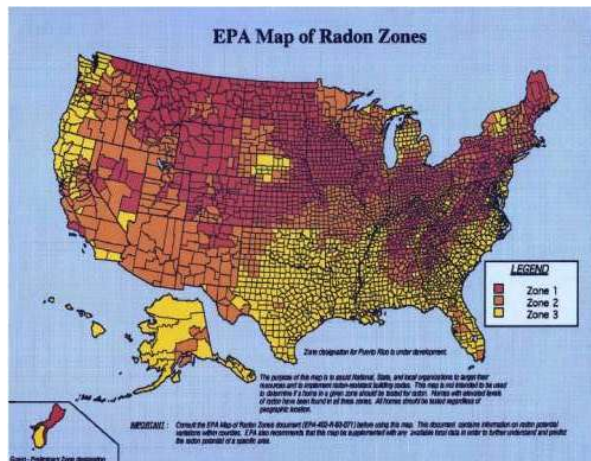 EPA Map of Radon Zones
LEGEND
Zone 1
Zone 2
Zone 3
Zone designation for Puerto Rico is under development.
The purpose of this map is to assist National, State, and local organizations to target their
resources and to implement radon-resistant building codes. This map is not intended to be used
to determine if a home in a given zone should be tested for radon. Homes with elevated levels
of radon have been found in all three zones. All homes should be tested regardless of
geographic location.
IMPORTANT: Consult the EPA Map of Radon Zones document (EPA-402-R-93-071) before using this map. This document contains information on radon potential
variations within counties. EPA also recommends that this map be supplemented with any available local data in order to further understand and predict
the radon potential of a specific area.
Guam - Preliminary Zone designation